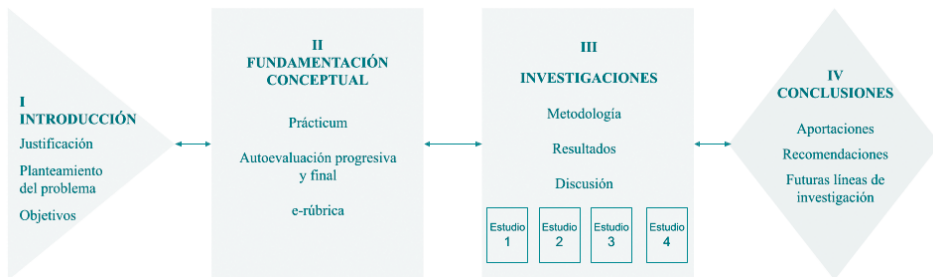 I
INTRODUCCIÓN
Justificación
Planteamiento
del problema
Objetivos
II
FUNDAMENTACIÓN
CONCEPTUAL
Prácticum
Autoevaluación progresiva
y final
e-rúbrica
III
INVESTIGACIONES
Metodología
Resultados
Discusión
Estudio
1
Estudio
2
Estudio
3
Estudio
4
IV
CONCLUSIONES
Aportaciones
Recomendaciones
Futuras líneas de
investigación